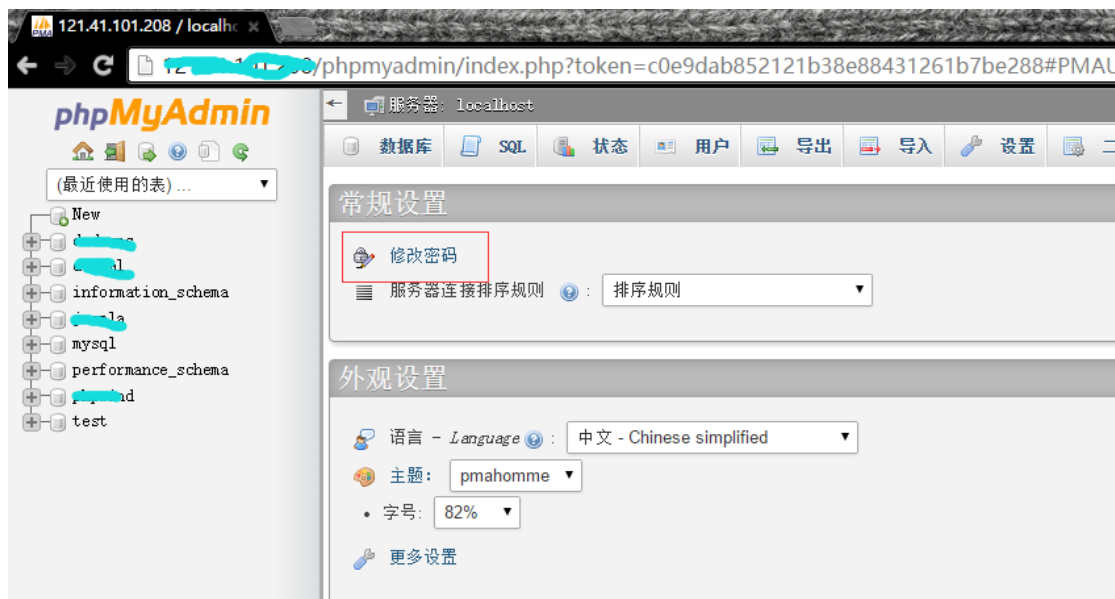 121.41.101.208 / localh
/phpmyadmin/index.php?token=c0e9dab852121b38e88431261b7be288#PMAU
phpMyAdmin
服务器: localhost
数据库 SQL 状态 用户 导出 导入 设置
(最近使用的表) ...
New
information_schema
mysql
performance_schema
test
常规设置
修改密码
服务器连接排序规则 : 排序规则
外观设置
语言 - Language : 中文 - Chinese simplified
主题: pmahomme
• 字号: 82%
更多设置